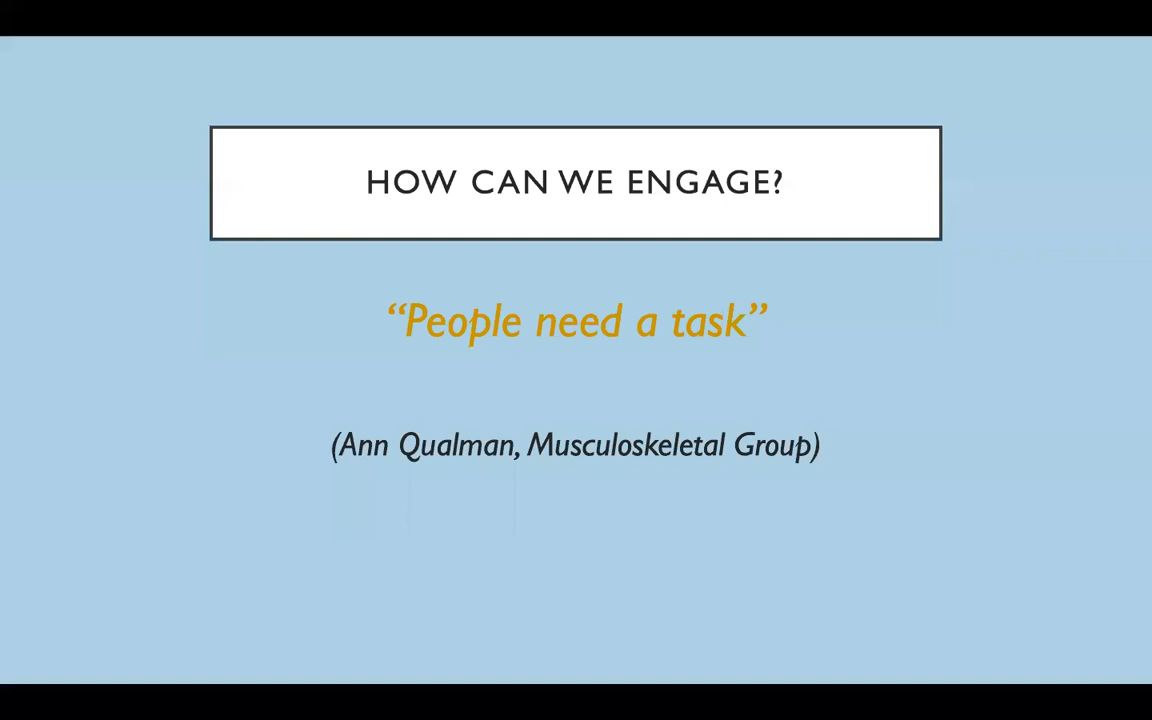 HOW CAN WE ENGAGE?
“People need a task”
(Ann Qualman, Musculoskeletal Group)